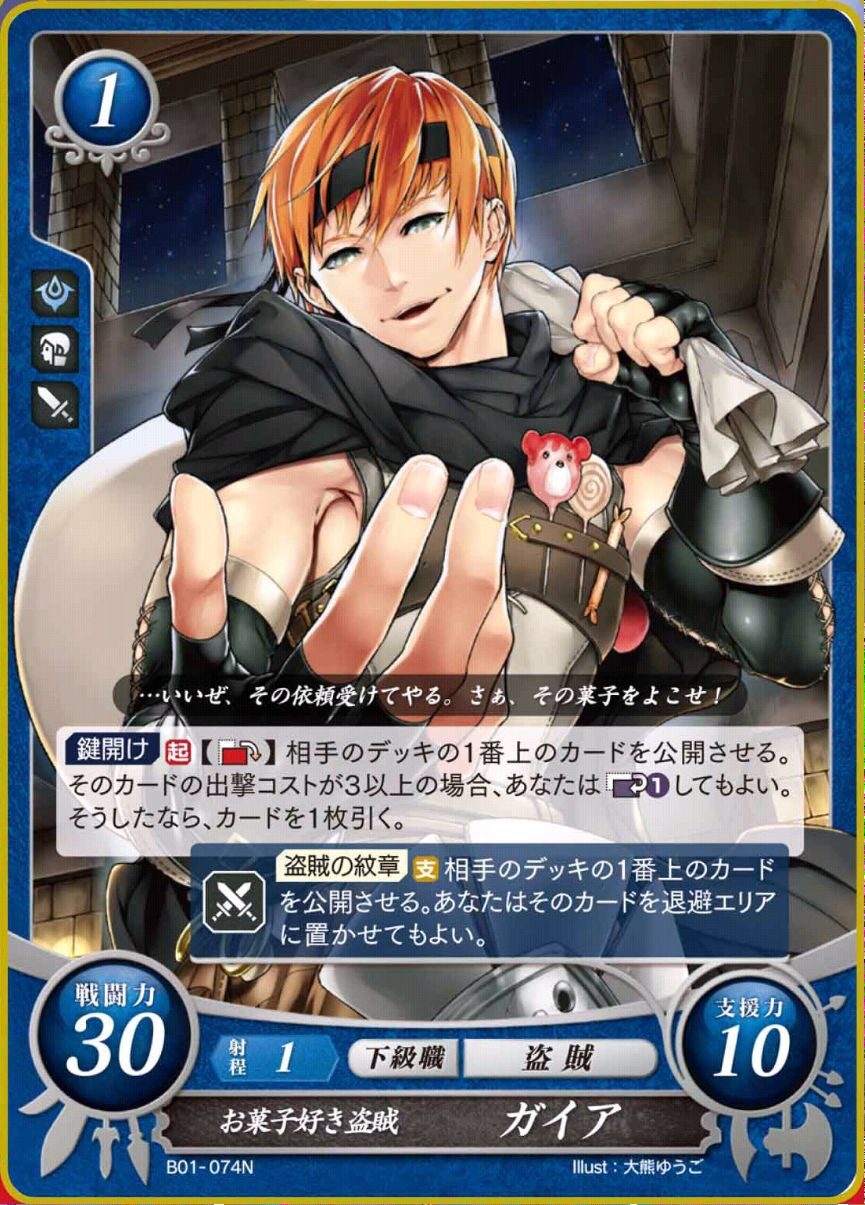 1
…いいぜ、その依頼受けてやる。さぁ、その菓子をよこせ！
鍵開け 起 【 】 相手のデッキの1番上のカードを公開させる。
そのカードの出撃コストが3以上の場合、あなたは 1 してもよい。
そうしたなら、カードを1枚引く。
盗賊の紋章 支 相手のデッキの1番上のカード
を公開させる。あなたはそのカードを退避エリア
に置かせてもよい。
戦闘力
30
射程 1
下級職 盗賊
支援力
10
お菓子好き盗賊 ガイア
B01-074N
Illust：大熊ゆうご